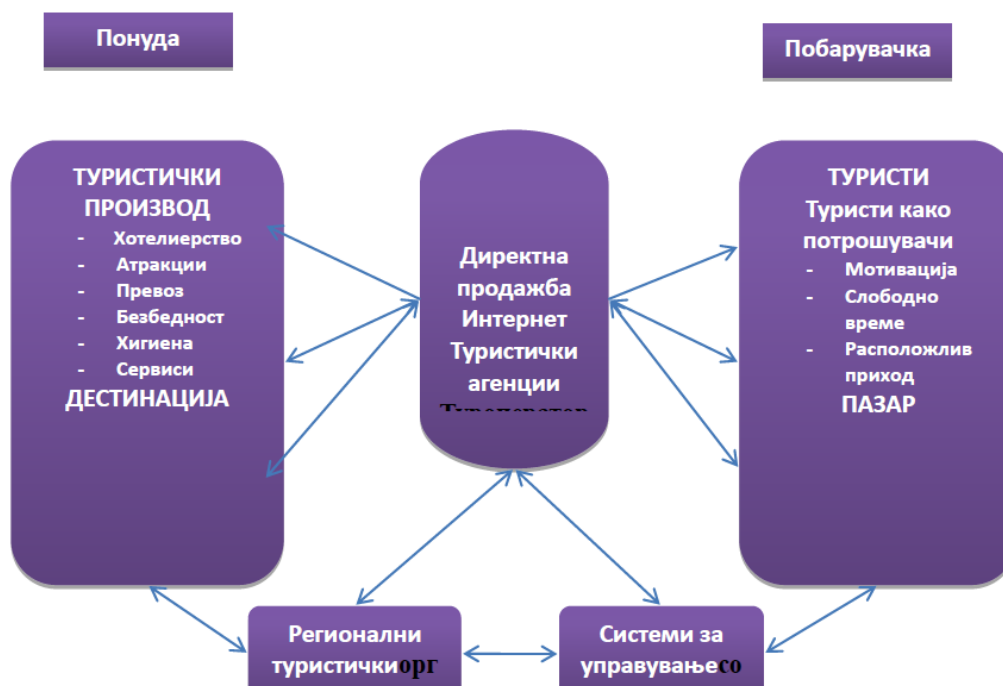 Понуда
Побарувачка
ТУРИСТИЧКИ
ПРОИЗВОД
- Хотелиерство
- Атракции
- Превоз
- Безбедност
- Хигиена
- Сервиси
ДЕСТИНАЦИЈА
Директна
продажба
Интернет
Туристички
агенции
ТУРИСТИ
Туристи како
потрошувачи
- Мотивација
- Слободно
време
- Расположлив
приход
ПАЗАР
Регионални
туристичкиорг
Системи за
управувањесо